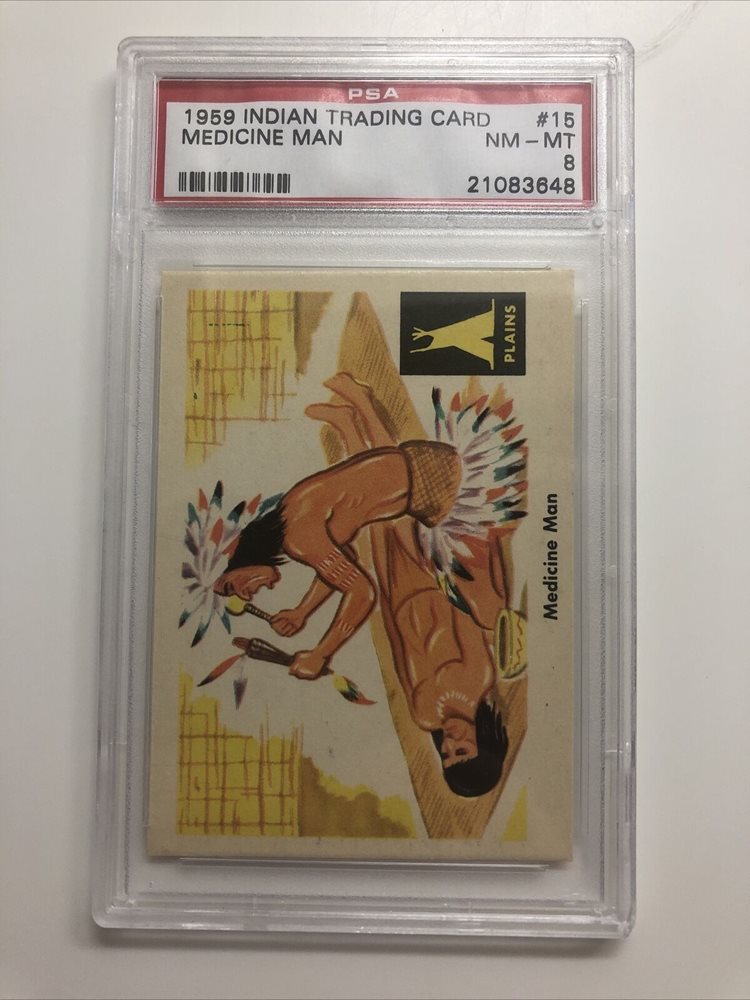 PSA
1959 INDIAN TRADING CARD #15
MEDICINE MAN NM - MT
8
21083648
PLAINS
Medicine Man